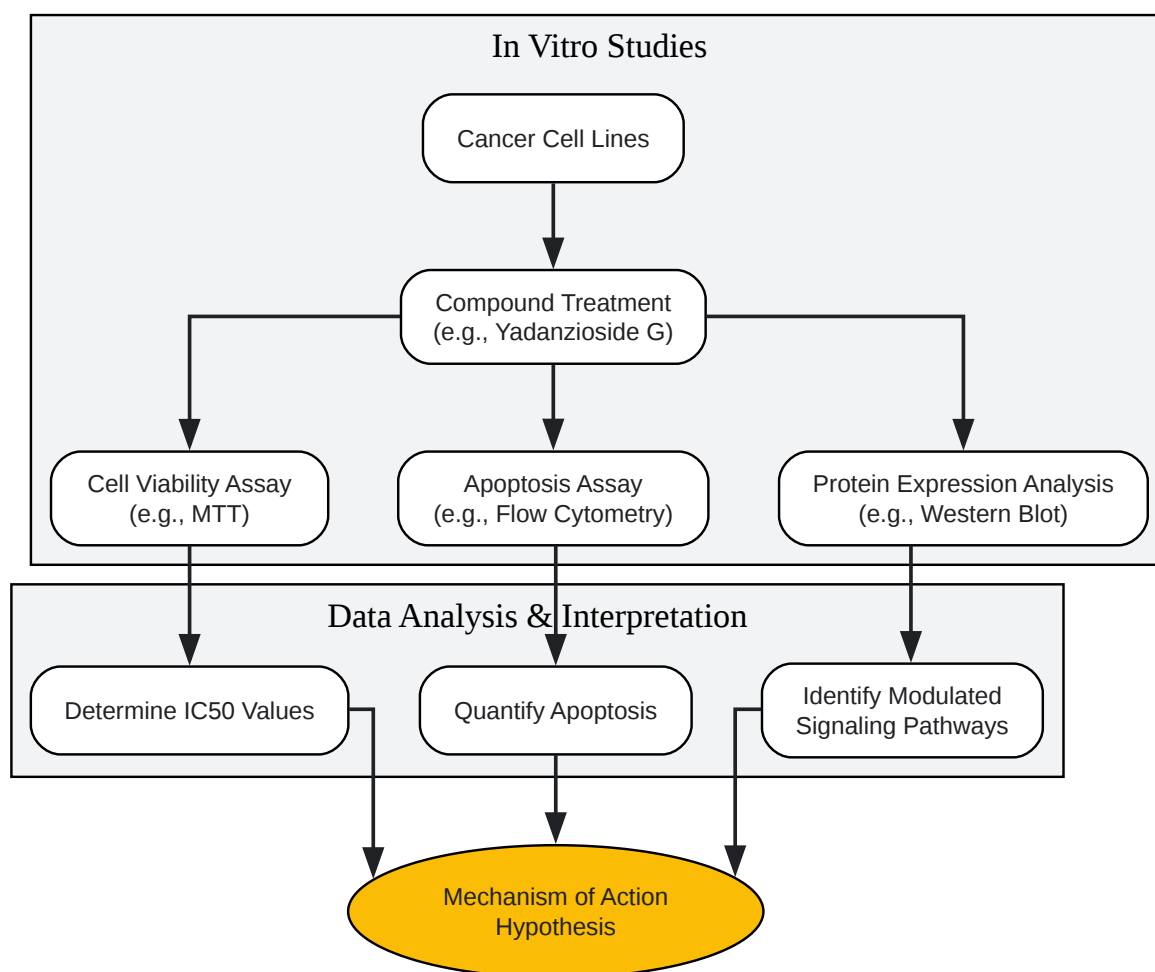 In Vitro Studies
Cancer Cell Lines
Compound Treatment
(e.g., Yadanzioside G)
Cell Viability Assay
(e.g., MTT)
Apoptosis Assay
(e.g., Flow Cytometry)
Protein Expression Analysis
(e.g., Western Blot)
Data Analysis & Interpretation
Determine IC50 Values
Quantify Apoptosis
Identify Modulated
Signaling Pathways
Mechanism of Action
Hypothesis